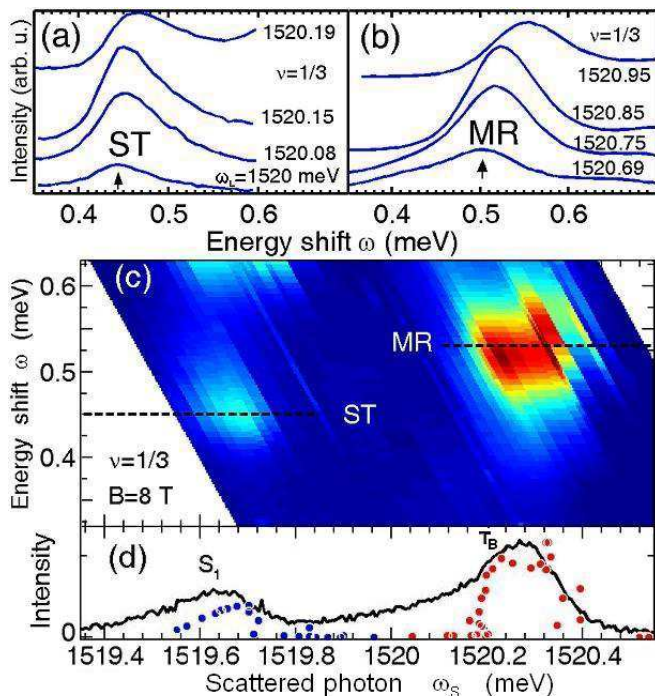 (a)
1520.19
ν=1/3
1520.15
ST
1520.08
ω_L=1520 meV
Intensity (arb. u.)
0.4 0.5 0.6
(b)
ν=1/3
1520.95
1520.85
MR
1520.75
1520.69
0.4 0.5 0.6
Energy shift ω (meV)
(c)
0.6
MR
0.5
ST
0.4
Energy shift ω (meV)
ν=1/3
B=8 T
(d)
S₁
T_B
Intensity
0
1519.4 1519.6 1519.8 1520 1520.2 1520.4
Scattered photon ω_S (meV)